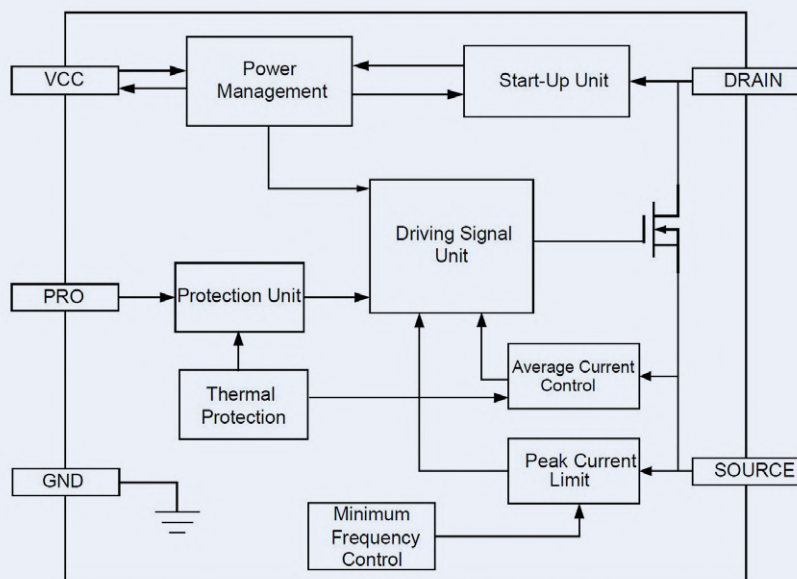 VCC
Power
Management
Start-Up Unit
DRAIN
Driving Signal
Unit
PRO
Protection Unit
Average Current
Control
Thermal
Protection
GND
Peak Current
Limit
SOURCE
Minimum
Frequency
Control